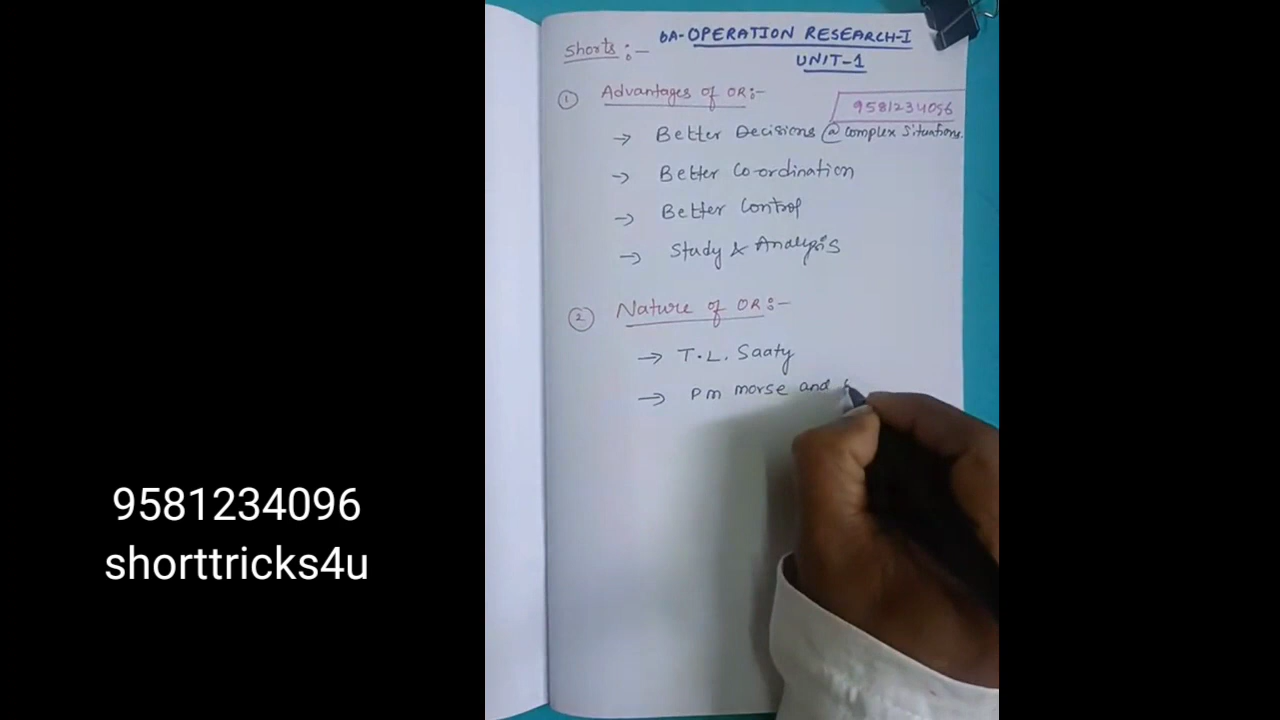 6A-OPERATION RESEARCH-I
Shorts:-
UNIT-1
① Advantages of OR:-
9581234096
→ Better Decisions @ complex situations.
→ Better Co-ordination
→ Better Control
→ Study & Analysis
② Nature of OR:-
→ T.L. Saaty
→ PM morse and
9581234096
shorttricks4u